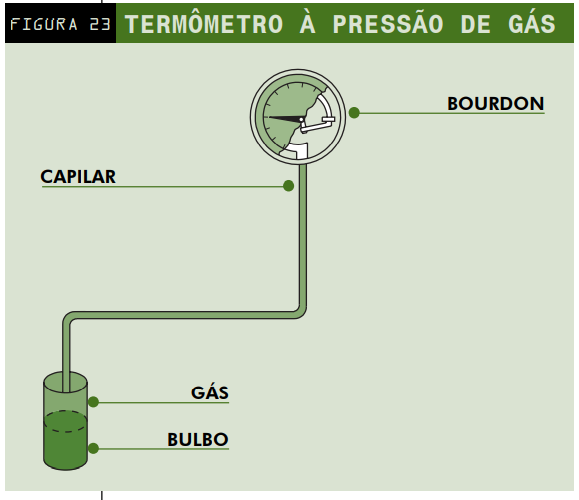 FIGURA 23 TERMÔMETRO À PRESSÃO DE GÁS
BOURDON
CAPILAR
GÁS
BULBO